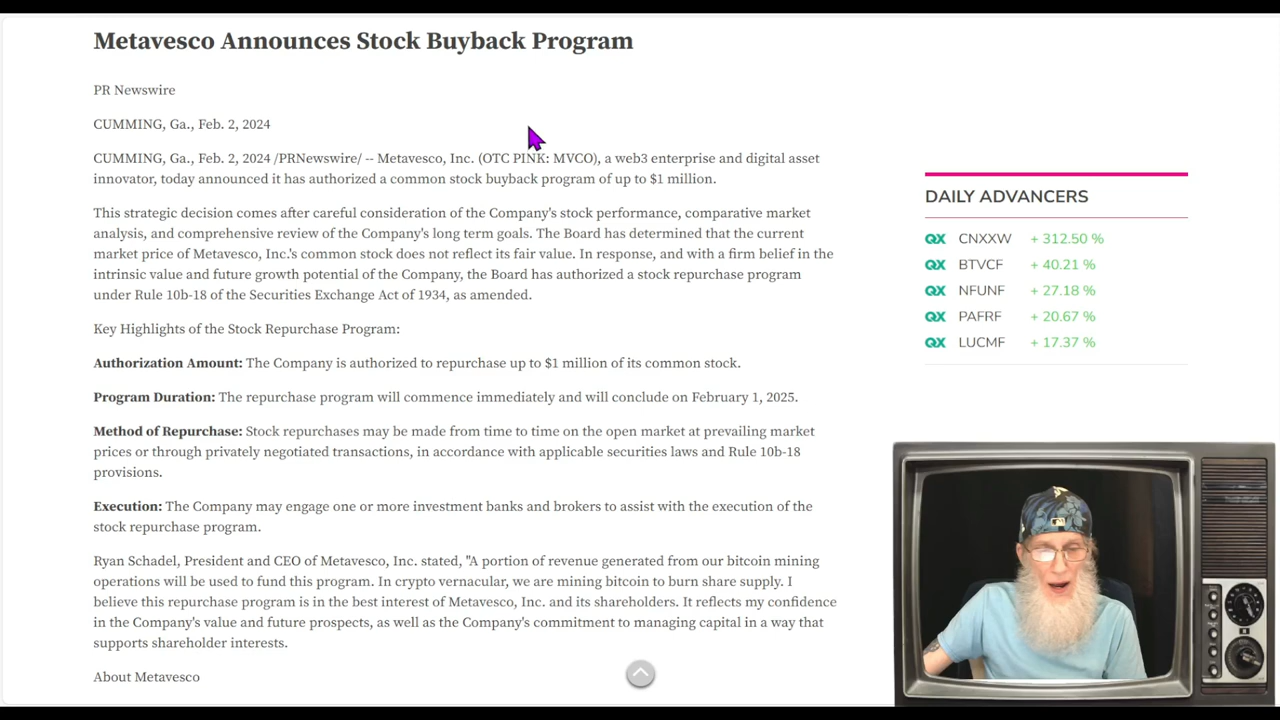 Metavesco Announces Stock Buyback Program
PR Newswire
CUMMING, Ga., Feb. 2, 2024
CUMMING, Ga., Feb. 2, 2024 /PRNewswire/ -- Metavesco, Inc. (OTC PINK: MVCO), a web3 enterprise and digital asset
innovator, today announced it has authorized a common stock buyback program of up to $1 million.
This strategic decision comes after careful consideration of the Company's stock performance, comparative market
analysis, and comprehensive review of the Company's long term goals. The Board has determined that the current
market price of Metavesco, Inc.'s common stock does not reflect its fair value. In response, and with a firm belief in the
intrinsic value and future growth potential of the Company, the Board has authorized a stock repurchase program
under Rule 10b-18 of the Securities Exchange Act of 1934, as amended.
Key Highlights of the Stock Repurchase Program:
Authorization Amount: The Company is authorized to repurchase up to $1 million of its common stock.
Program Duration: The repurchase program will commence immediately and will conclude on February 1, 2025.
Method of Repurchase: Stock repurchases may be made from time to time on the open market at prevailing market
prices or through privately negotiated transactions, in accordance with applicable securities laws and Rule 10b-18
provisions.
Execution: The Company may engage one or more investment banks and brokers to assist with the execution of the
stock repurchase program.
Ryan Schadel, President and CEO of Metavesco, Inc. stated, "A portion of revenue generated from our bitcoin mining
operations will be used to fund this program. In crypto vernacular, we are mining bitcoin to burn share supply. I
believe this repurchase program is in the best interest of Metavesco, Inc. and its shareholders. It reflects my confidence
in the Company's value and future prospects, as well as the Company's commitment to managing capital in a way that
supports shareholder interests.
About Metavesco
DAILY ADVANCERS
QX CNXXW + 312.50 %
QX BTVCF + 40.21 %
QX NFUNF + 27.18 %
QX PAFRF + 20.67 %
QX LUCMF + 17.37 %